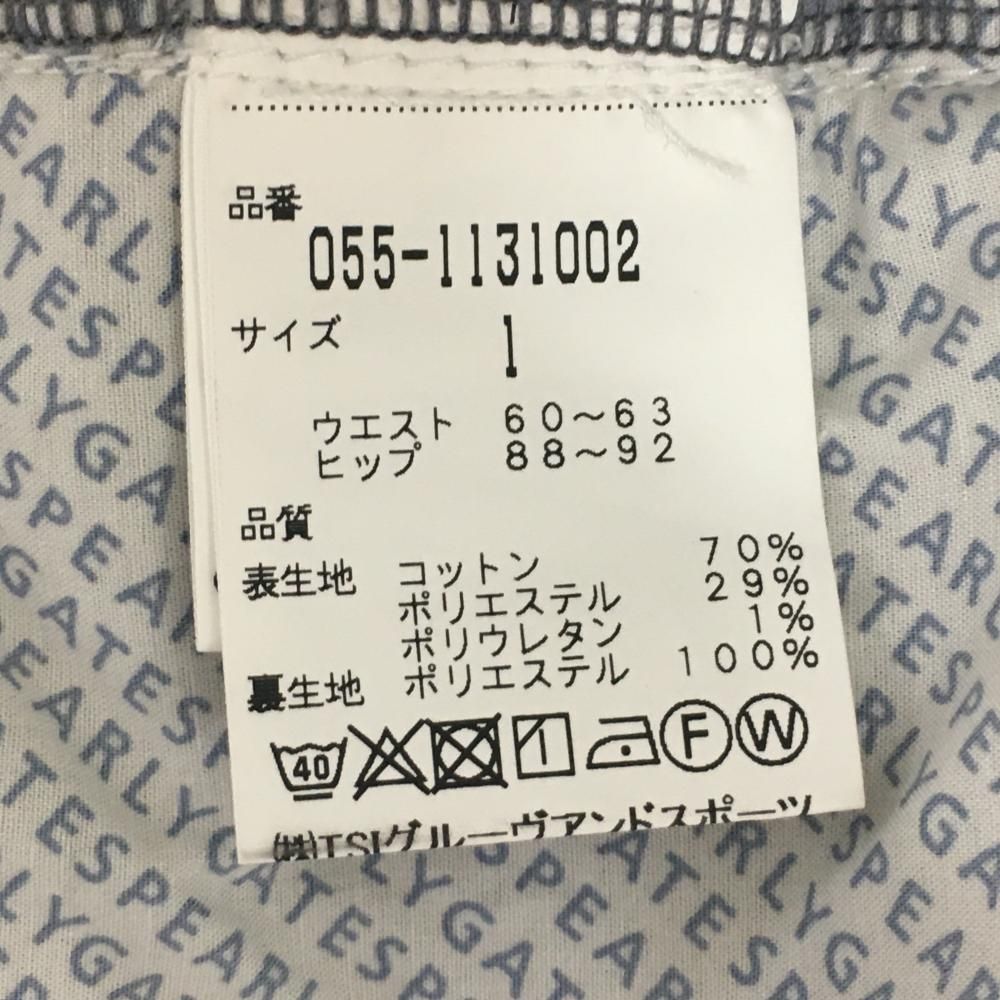 品番
055-1131002
サイズ 1
ウエスト 60～63
ヒップ 88～92
品質
表生地 コットン 70%
ポリエステル 29%
ポリウレタン 1%
裏生地 ポリエステル 100%
40 F W
㈱TSIグルーヴアンドスポーツ
PEARLYGATES
PEARLYGATES
PEARLYGATES